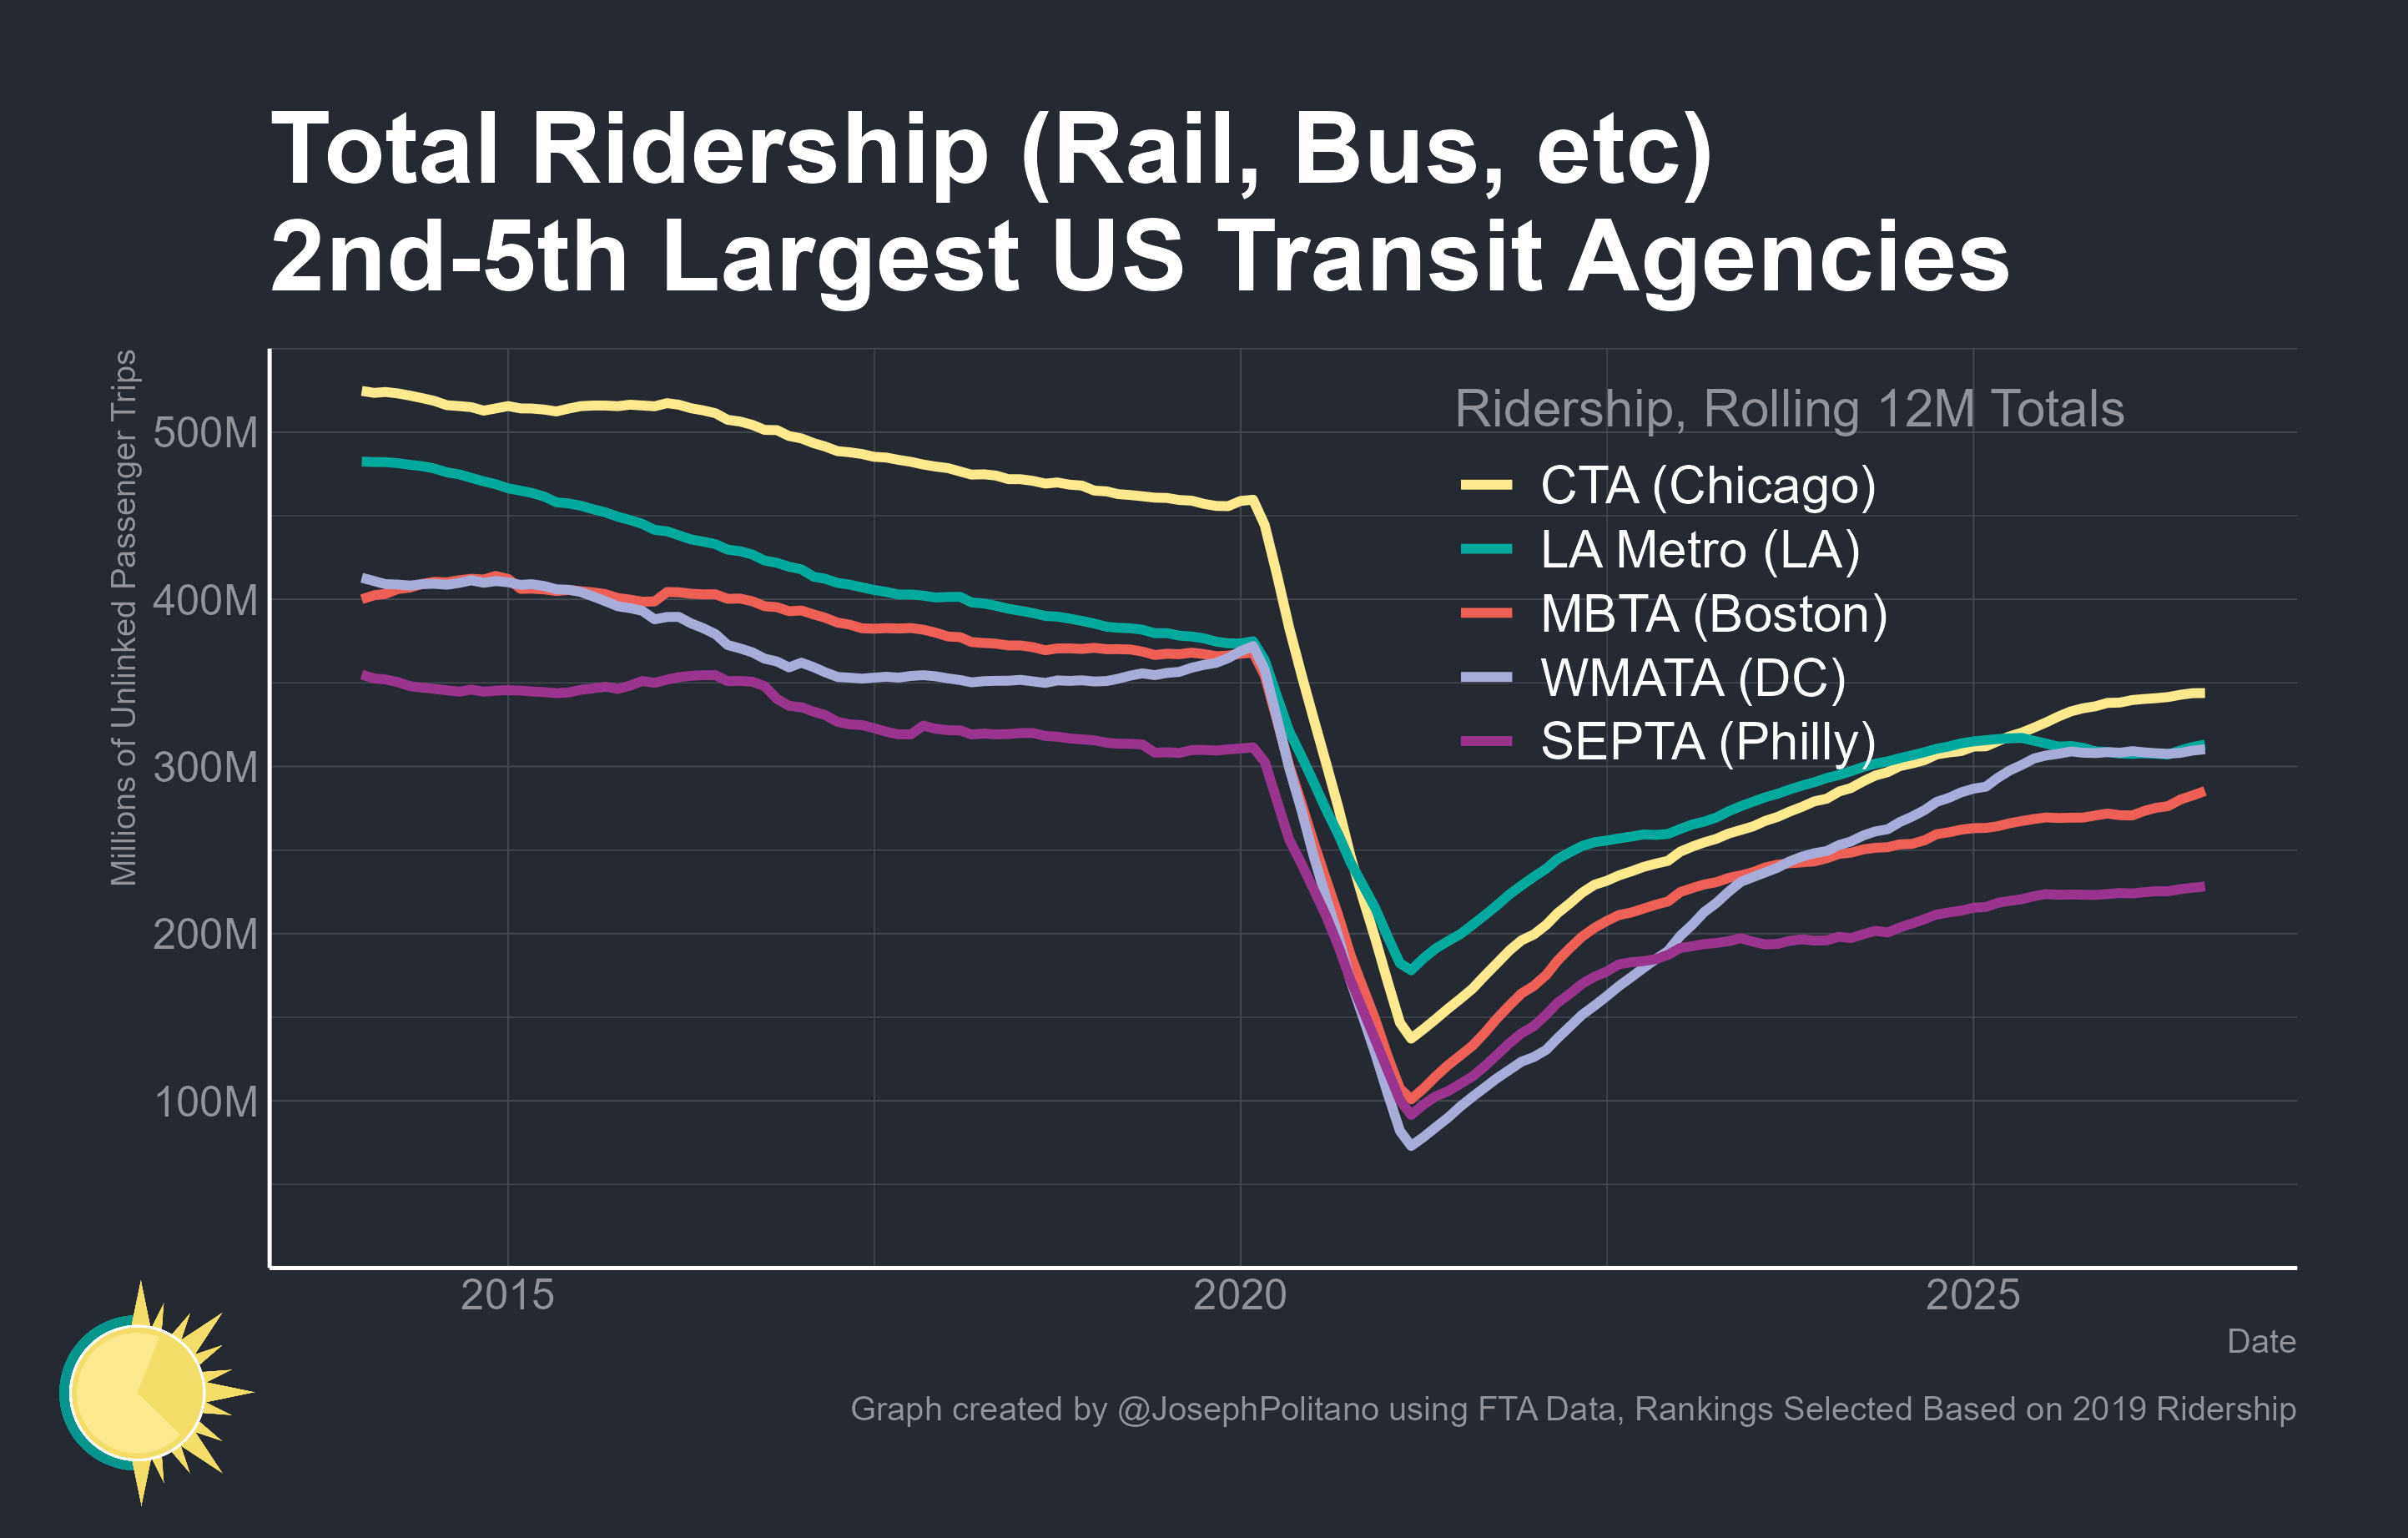 Total Ridership (Rail, Bus, etc)
2nd-5th Largest US Transit Agencies
Millions of Unlinked Passenger Trips
500M
400M
300M
200M
100M
Ridership, Rolling 12M Totals
CTA (Chicago)
LA Metro (LA)
MBTA (Boston)
WMATA (DC)
SEPTA (Philly)
2015
2020
2025
Date
Graph created by @JosephPolitano using FTA Data, Rankings Selected Based on 2019 Ridership